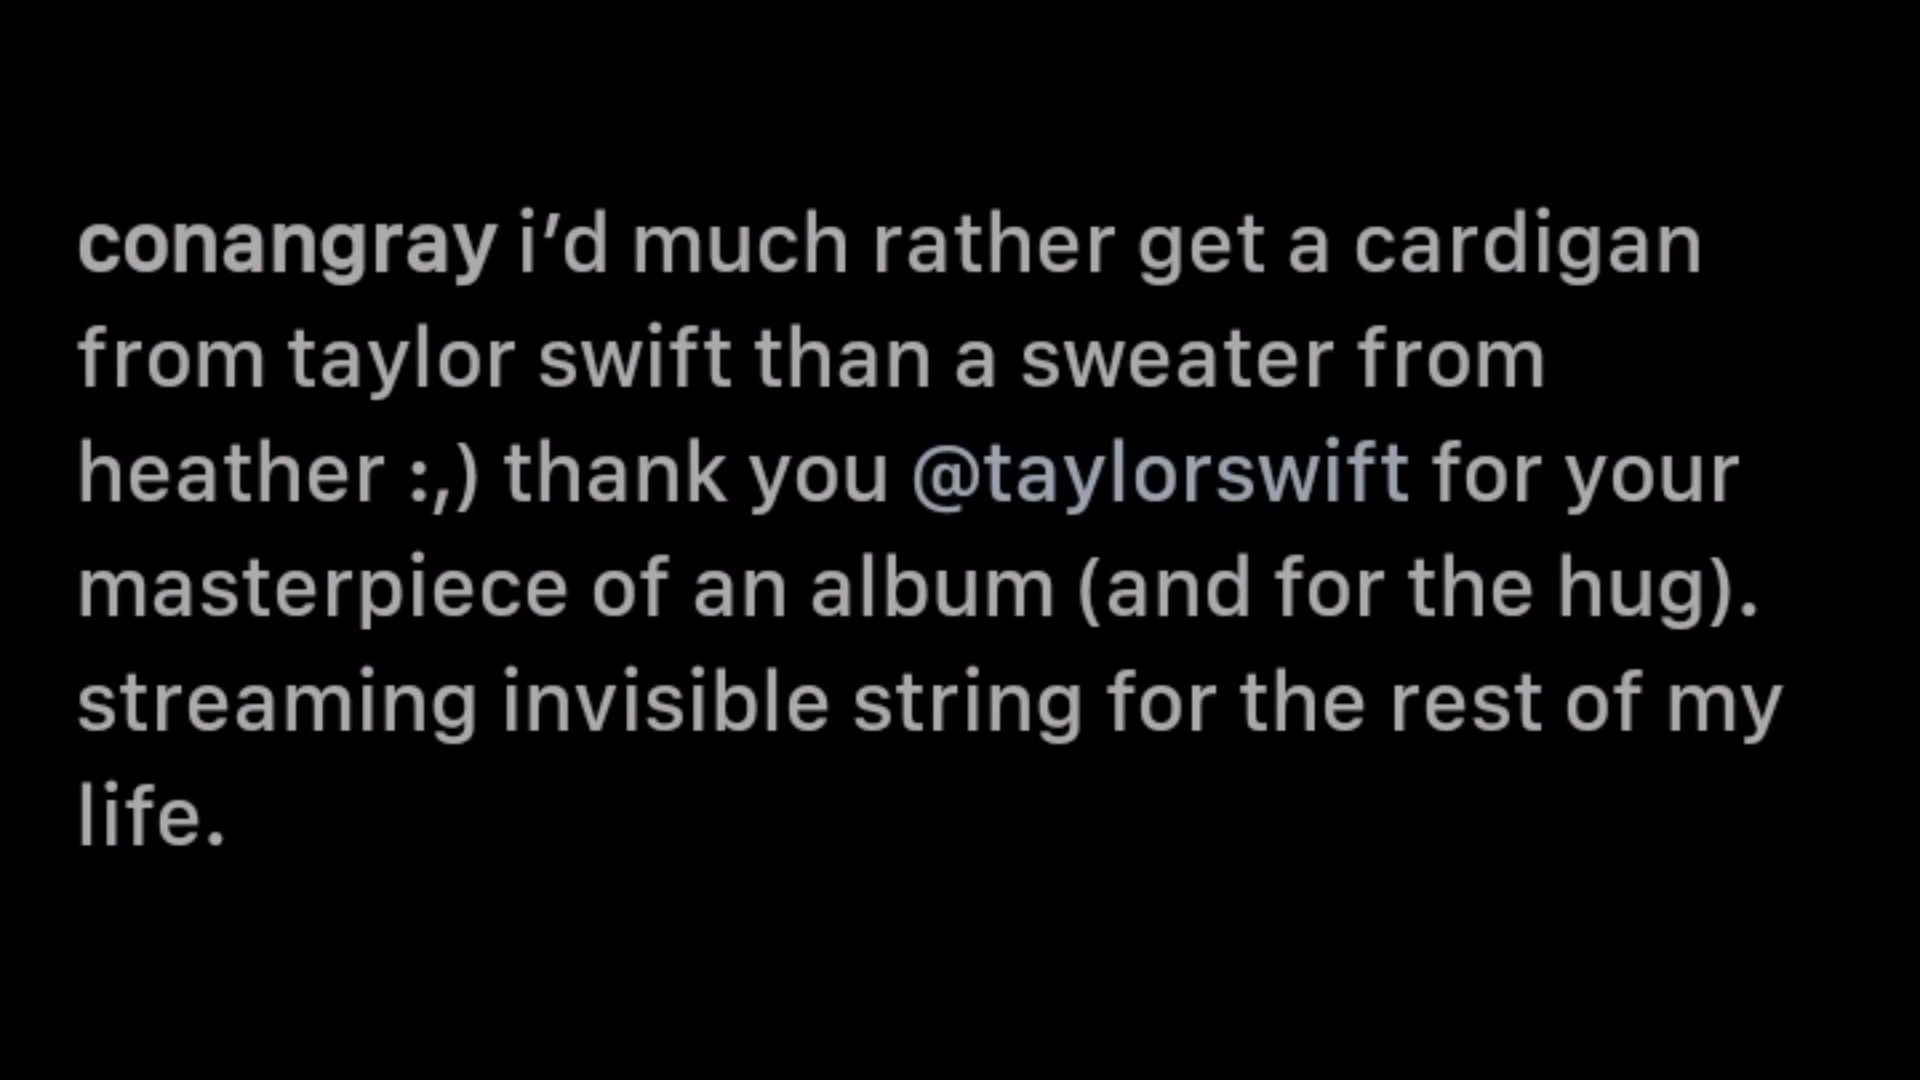 conangray i’d much rather get a cardigan
from taylor swift than a sweater from
heather :,) thank you @taylorswift for your
masterpiece of an album (and for the hug).
streaming invisible string for the rest of my
life.